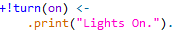 +!turn(on) <-
.print("Lights On.").